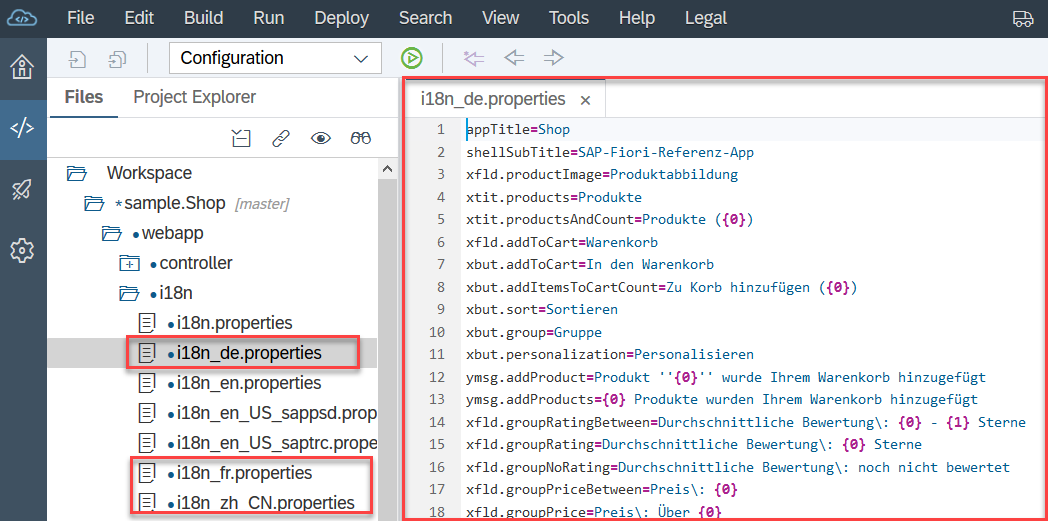 File Edit Build Run Deploy Search View Tools Help Legal
Configuration
Files Project Explorer
Workspace
*sample.Shop [master]
webapp
controller
i18n
i18n.properties
i18n_de.properties
i18n_en.properties
i18n_en_US_sappsd.prop
i18n_en_US_saptrc.prope
i18n_fr.properties
i18n_zh_CN.properties
i18n_de.properties ×
1 appTitle=Shop
2 shellSubTitle=SAP-Fiori-Referenz-App
3 xfld.productImage=Produktabbildung
4 xtit.products=Produkte
5 xtit.productsAndCount=Produkte ({0})
6 xfld.addToCart=Warenkorb
7 xbut.addToCart=In den Warenkorb
8 xbut.addItemsToCartCount=Zu Korb hinzufügen ({0})
9 xbut.sort=Sortieren
10 xbut.group=Gruppe
11 xbut.personalization=Personalisieren
12 ymsg.addProduct=Produkt ''{0}'' wurde Ihrem Warenkorb hinzugefügt
13 ymsg.addProducts={0} Produkte wurden Ihrem Warenkorb hinzugefügt
14 xfld.groupRatingBetween=Durchschnittliche Bewertung\: {0} - {1} Sterne
15 xfld.groupRating=Durchschnittliche Bewertung\: {0} Sterne
16 xfld.groupNoRating=Durchschnittliche Bewertung\: noch nicht bewertet
17 xfld.groupPriceBetween=Preis\: {0}
18 xfld.groupPrice=Preis\: Über {0}